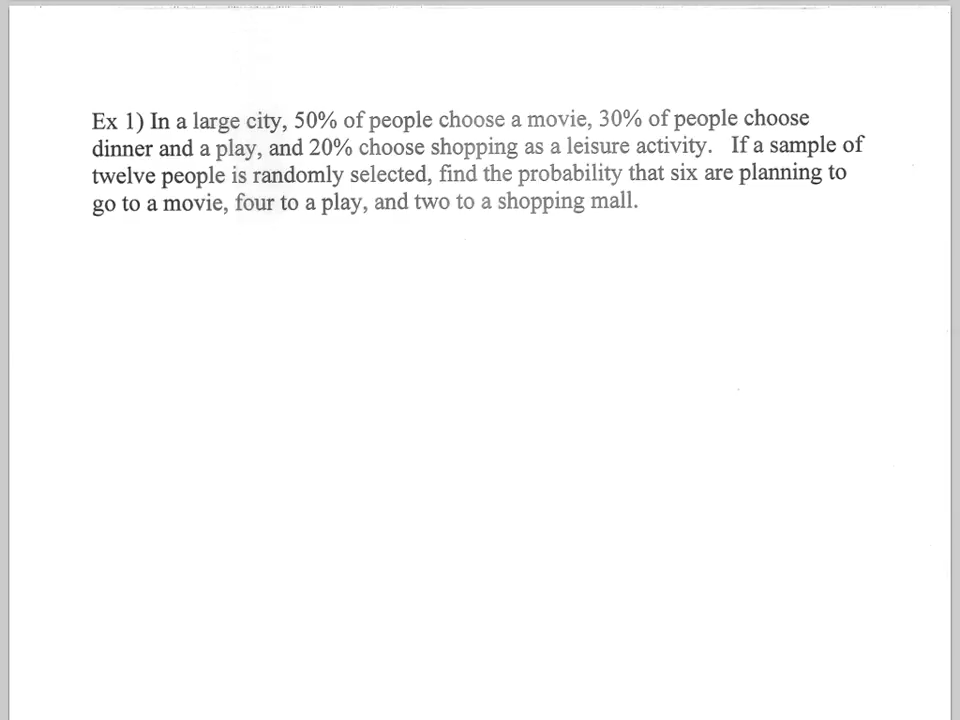 Ex 1) In a large city, 50% of people choose a movie, 30% of people choose
dinner and a play, and 20% choose shopping as a leisure activity. If a sample of
twelve people is randomly selected, find the probability that six are planning to
go to a movie, four to a play, and two to a shopping mall.